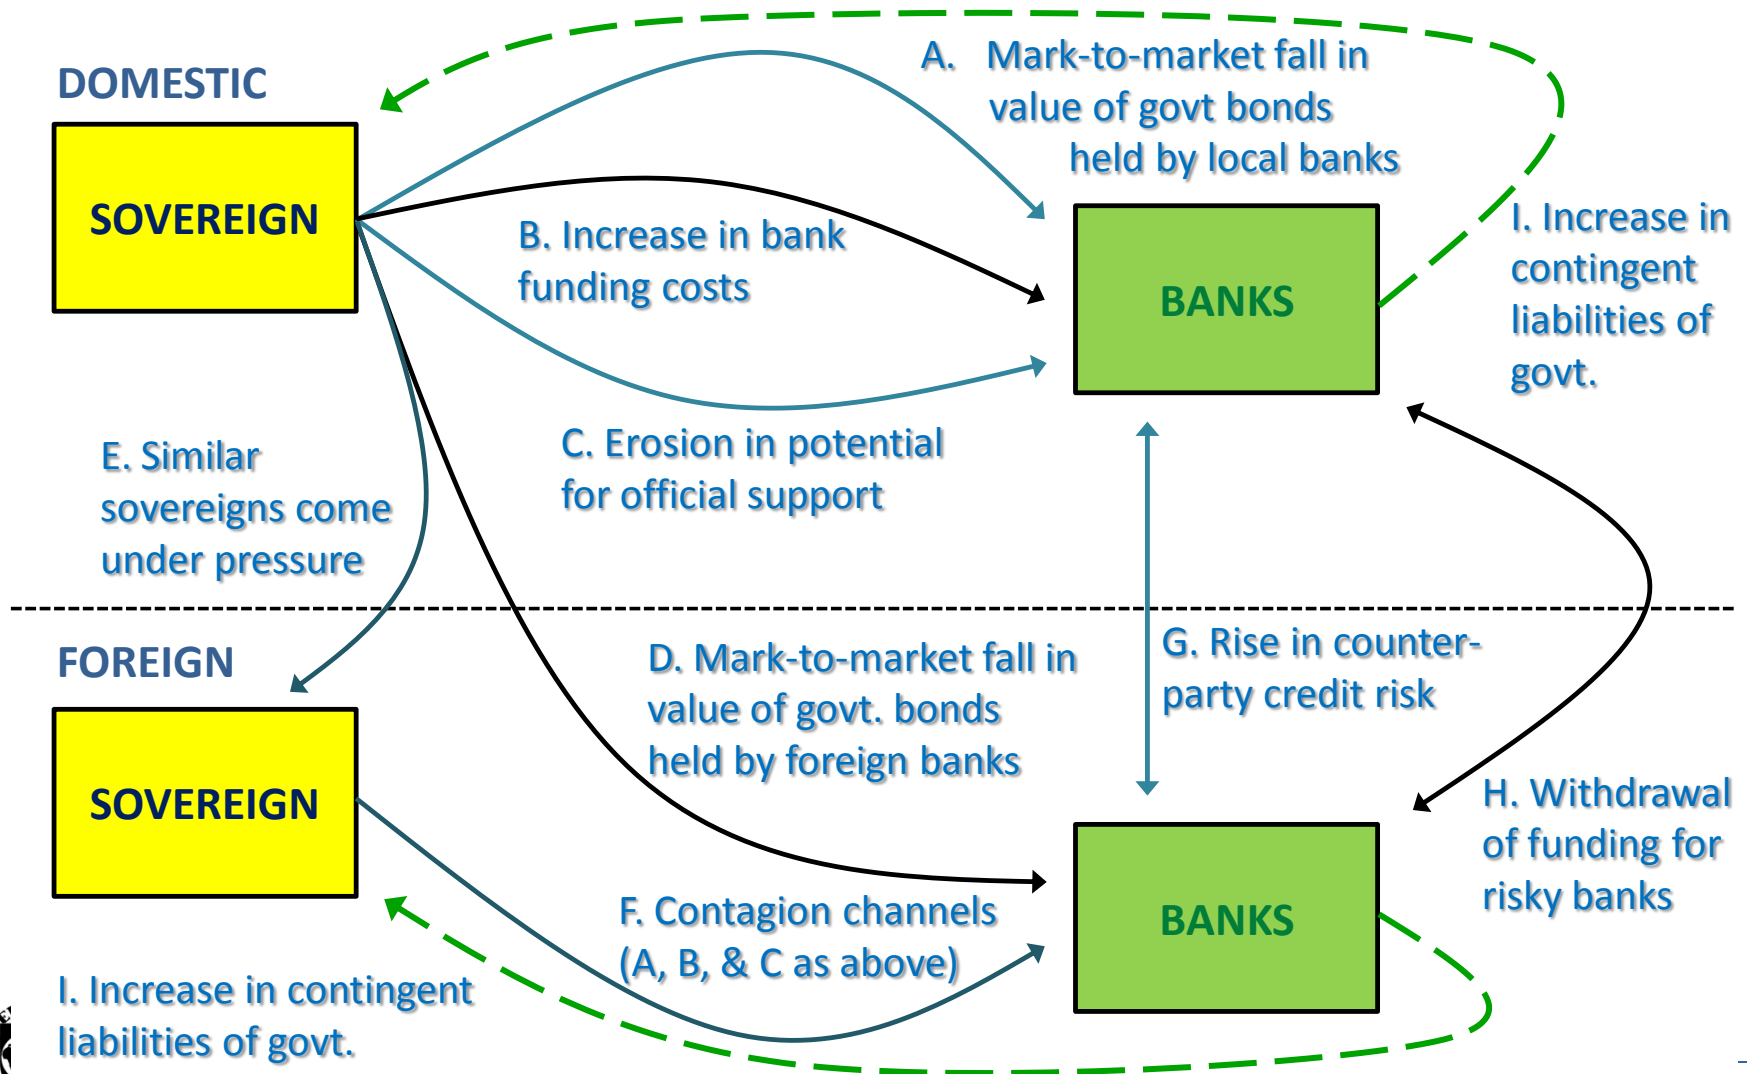 DOMESTIC
SOVEREIGN
A. Mark-to-market fall in
value of govt bonds
held by local banks
B. Increase in bank
funding costs
BANKS
I. Increase in
contingent
liabilities of
govt.
C. Erosion in potential
for official support
E. Similar
sovereigns come
under pressure
FOREIGN
SOVEREIGN
D. Mark-to-market fall in
value of govt. bonds
held by foreign banks
G. Rise in counter-
party credit risk
H. Withdrawal
of funding for
risky banks
BANKS
F. Contagion channels
(A, B, & C as above)
I. Increase in contingent
liabilities of govt.